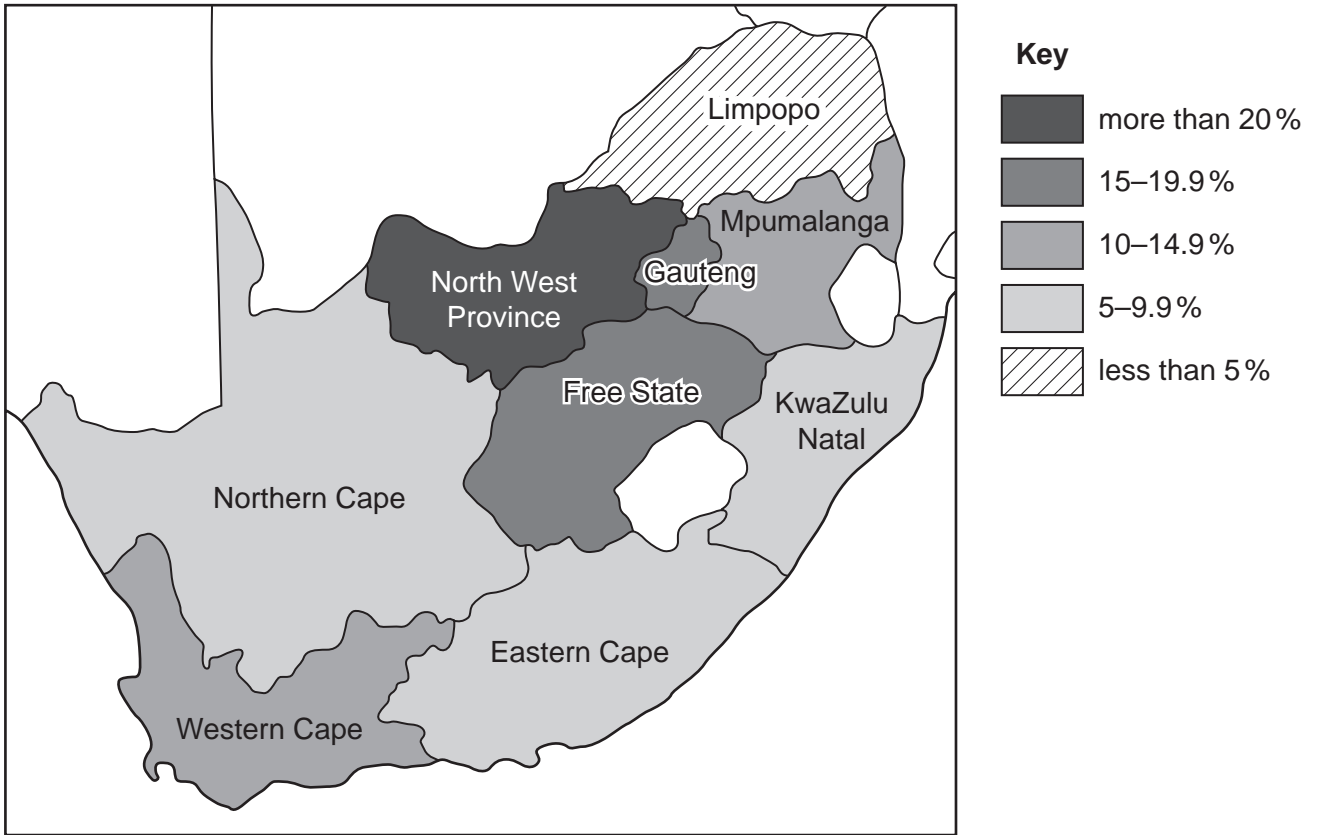 Key
more than 20%
15–19.9%
10–14.9%
5–9.9%
less than 5%
Limpopo
Mpumalanga
Gauteng
North West
Province
Free State
KwaZulu
Natal
Northern Cape
Eastern Cape
Western Cape